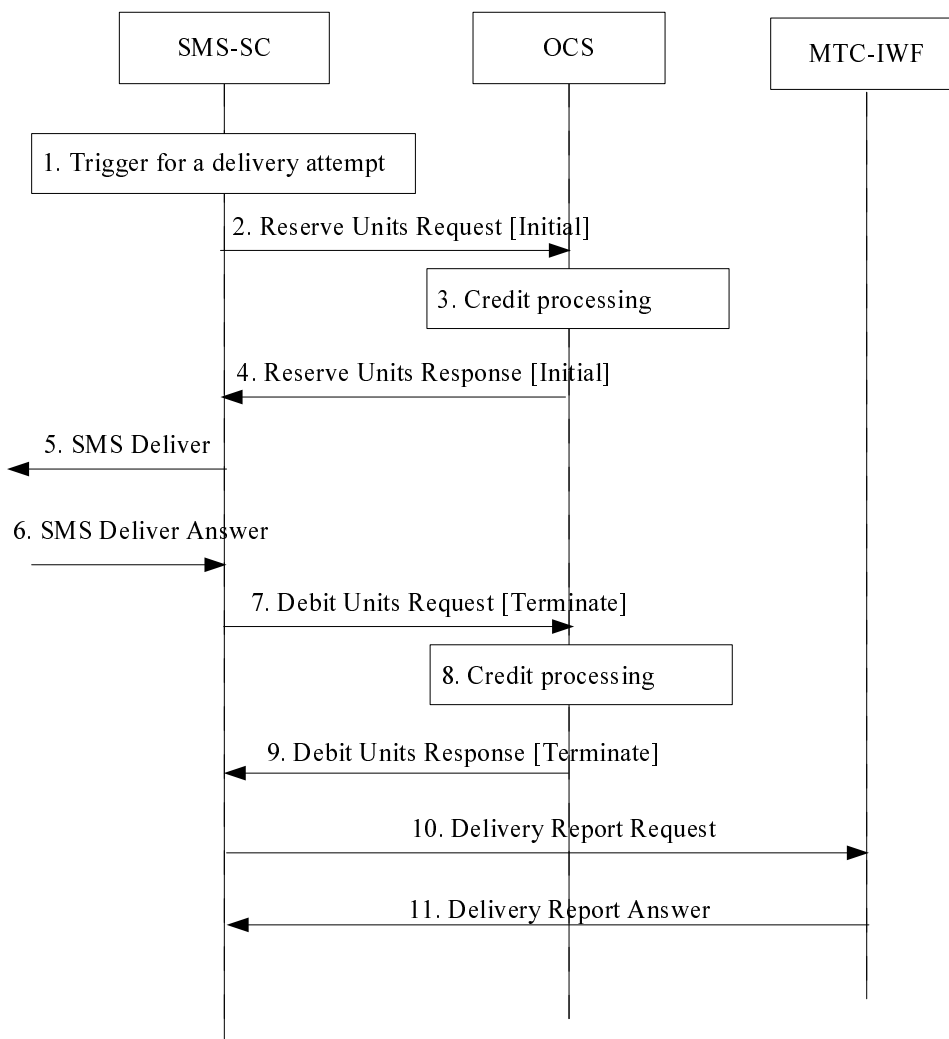 SMS-SC
OCS
MTC-IWF
1. Trigger for a delivery attempt
2. Reserve Units Request [Initial]
3. Credit processing
4. Reserve Units Response [Initial]
5. SMS Deliver
6. SMS Deliver Answer
7. Debit Units Request [Terminate]
8. Credit processing
9. Debit Units Response [Terminate]
10. Delivery Report Request
11. Delivery Report Answer